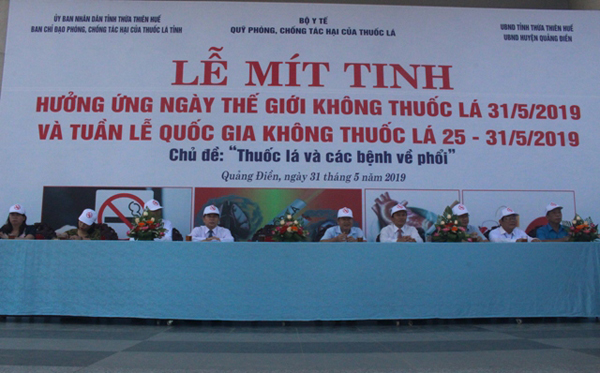 ỦY BAN NHÂN DÂN TỈNH THỪA THIÊN HUẾ
BAN CHỈ ĐẠO PHÒNG, CHỐNG TÁC HẠI CỦA THUỐC LÁ TỈNH
BỘ Y TẾ
QUỸ PHÒNG, CHỐNG TÁC HẠI CỦA THUỐC LÁ
UBND TỈNH THỪA THIÊN HUẾ
UBND HUYỆN QUẢNG ĐIỀN
LỄ MÍT TINH
HƯỞNG ỨNG NGÀY THẾ GIỚI KHÔNG THUỐC LÁ 31/5/2019
VÀ TUẦN LỄ QUỐC GIA KHÔNG THUỐC LÁ 25 - 31/5/2019
Chủ đề: "Thuốc lá và các bệnh về phổi"
Quảng Điền, ngày 31 tháng 5 năm 2019